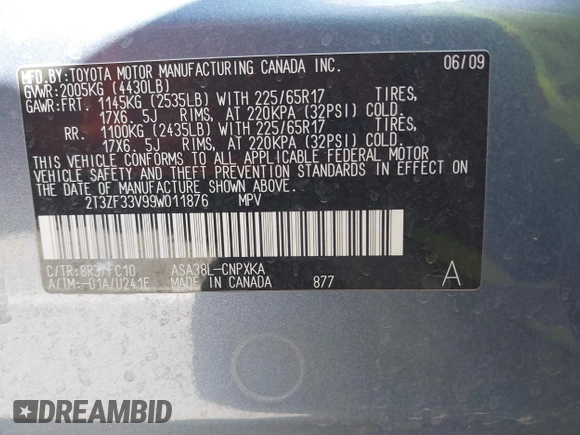 MFD.BY:TOYOTA MOTOR MANUFACTURING CANADA INC. 06/09
GVWR:2005KG (4430LB)
GAWR:FRT. 1145KG (2535LB) WITH 225/65R17 TIRES,
17X6. 5J RIMS, AT 220KPA (32PSI) COLD.
RR. 1100KG (2435LB) WITH 225/65R17 TIRES,
17X6. 5J RIMS, AT 220KPA (32PSI) COLD.
THIS VEHICLE CONFORMS TO ALL APPLICABLE FEDERAL MOTOR
VEHICLE SAFETY AND THEFT PREVENTION STANDARDS IN EFFECT ON
THE DATE OF MANUFACTURE SHOWN ABOVE.
2T3ZF33V99W011876 MPV
C/TR:8R3/FC10 ASA38L-CNPXKA
A/TM:-01A/U241E MADE IN CANADA 877 A
DREAMBID